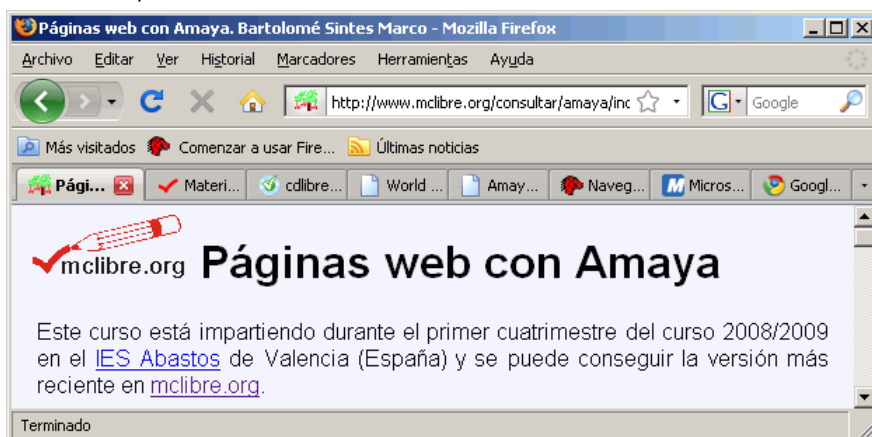 Páginas web con Amaya. Bartolomé Sintes Marco - Mozilla Firefox
Archivo Editar Ver Historial Marcadores Herramientas Ayuda
http://www.mclibre.org/consultar/amaya/inc G Google
Más visitados Comenzar a usar Fire... Últimas noticias
Pági... Materi... cdlibre... World ... Amay... Naveg... Micros... Googl...
mclibre.org Páginas web con Amaya
Este curso está impartiendo durante el primer cuatrimestre del curso 2008/2009
en el IES Abastos de Valencia (España) y se puede conseguir la versión más
reciente en mclibre.org.
Terminado